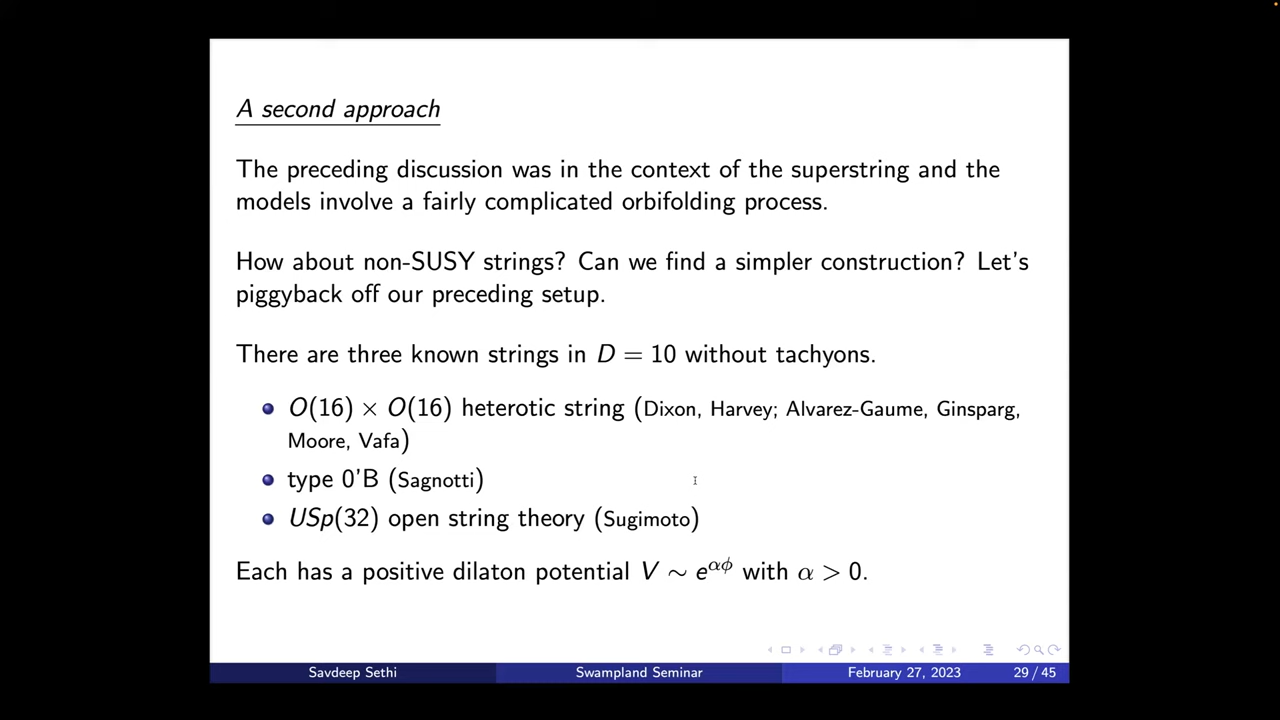 A second approach
The preceding discussion was in the context of the superstring and the
models involve a fairly complicated orbifolding process.
How about non-SUSY strings? Can we find a simpler construction? Let's
piggyback off our preceding setup.
There are three known strings in D = 10 without tachyons.
O(16) × O(16) heterotic string (Dixon, Harvey; Alvarez-Gaume, Ginsparg,
Moore, Vafa)
type 0'B (Sagnotti)
USp(32) open string theory (Sugimoto)
Each has a positive dilaton potential V ∼ e^{αϕ} with α > 0.
Savdeep Sethi Swampland Seminar February 27, 2023 29 / 45